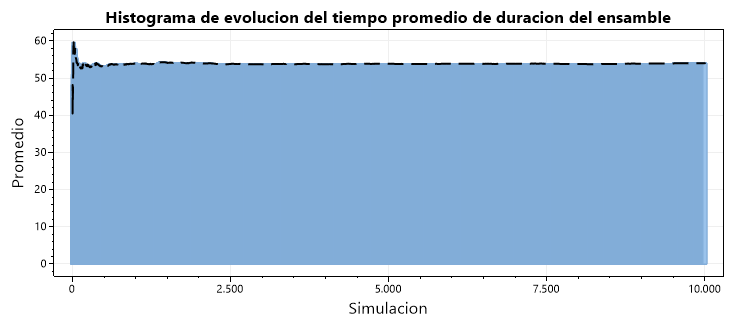 Histograma de evolucion del tiempo promedio de duracion del ensamble
60
50
40
30
20
10
0
Promedio
0 2.500 5.000 7.500 10.000
Simulacion